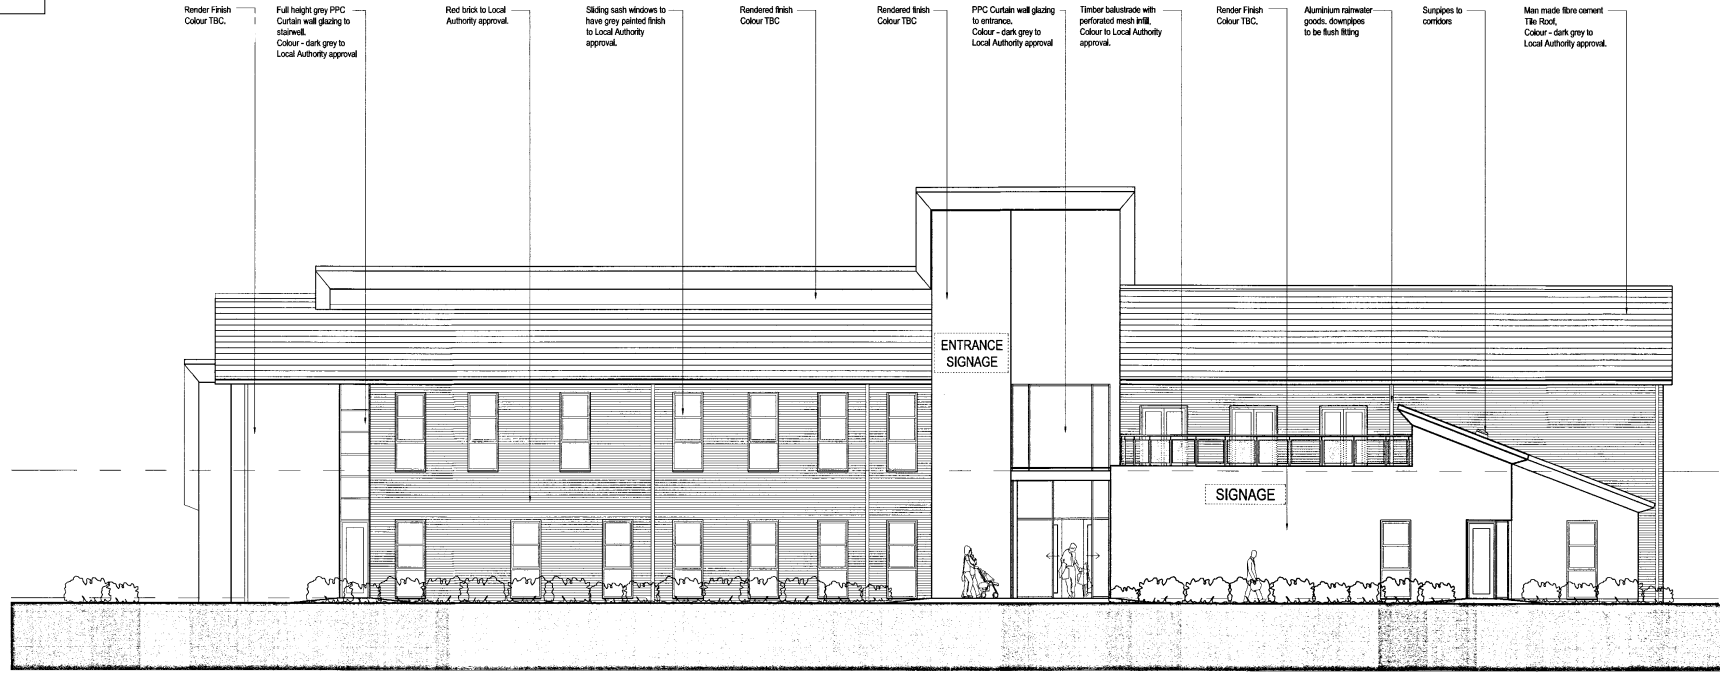 Render Finish
Colour TBC.
Full height grey PPC
Curtain wall glazing to
stairwell.
Colour - dark grey to
Local Authority approval
Red brick to Local
Authority approval.
Sliding sash windows to
have grey painted finish
to Local Authority
approval.
Rendered finish
Colour TBC
Rendered finish
Colour TBC
PPC Curtain wall glazing
to entrance.
Colour - dark grey to
Local Authority approval
Timber balustrade with
perforated mesh infill.
Colour to Local Authority
approval.
Render Finish
Colour TBC.
Aluminium rainwater
goods. downpipes
to be flush fitting
Sunpipes to
corridors
Man made fibre cement
Tile Roof,
Colour - dark grey to
Local Authority approval.
ENTRANCE
SIGNAGE
SIGNAGE